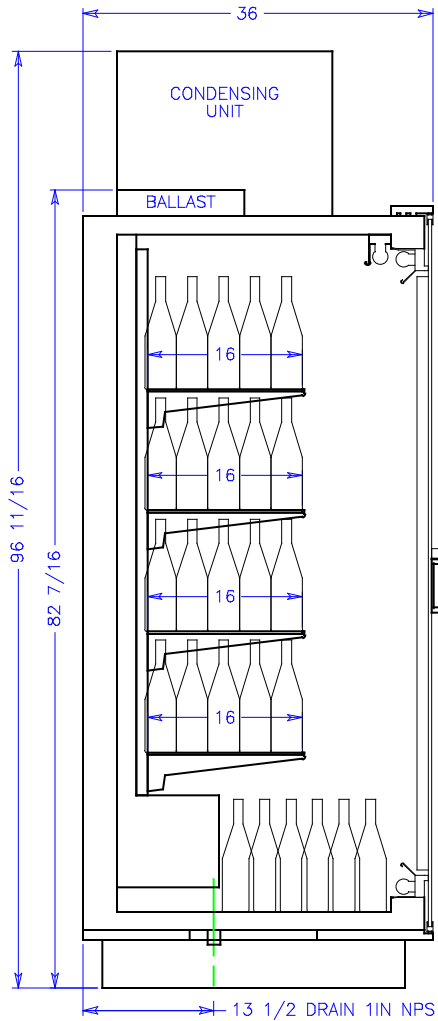 36
CONDENSING
UNIT
BALLAST
16
16
96 11/16
82 7/16
16
16
13 1/2 DRAIN 1IN NPS